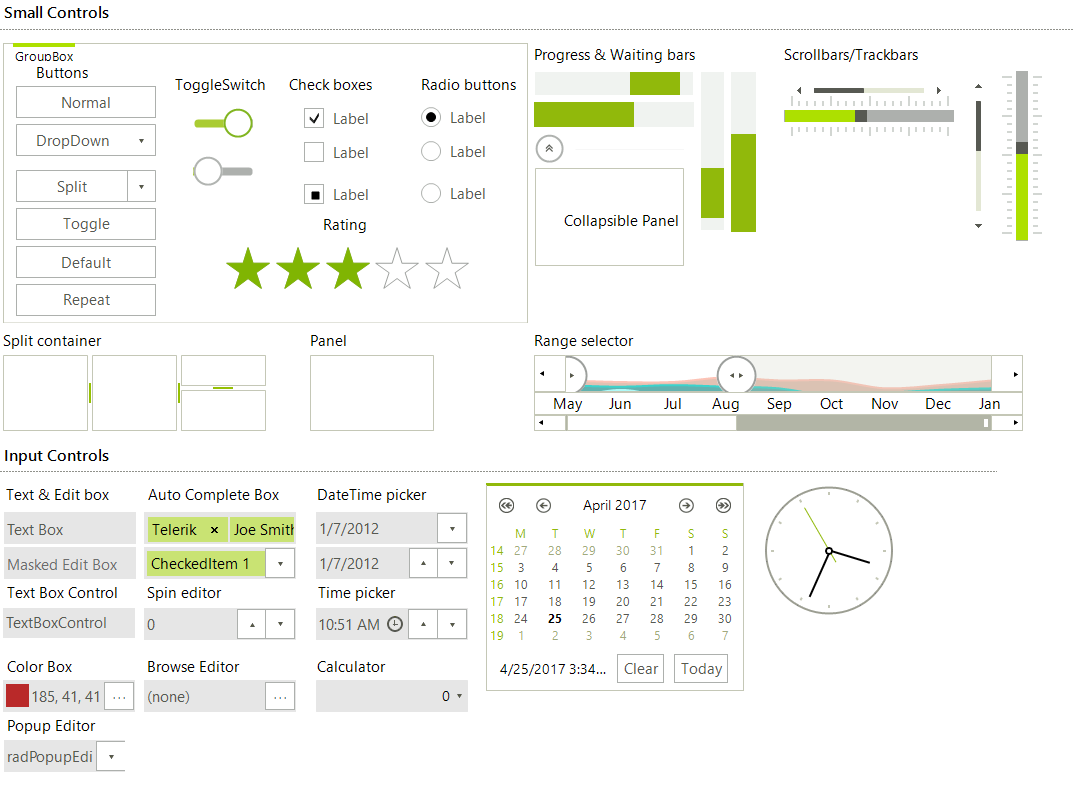 Small Controls
GroupBox
Buttons
Normal
DropDown
Split
Toggle
Default
Repeat
ToggleSwitch
Check boxes
Label
Label
Label
Radio buttons
Label
Label
Label
Rating
Progress & Waiting bars
Collapsible Panel
Scrollbars/Trackbars
Split container
Panel
Range selector
May Jun Jul Aug Sep Oct Nov Dec Jan
Input Controls
Text & Edit box
Text Box
Masked Edit Box
Text Box Control
TextBoxControl
Color Box
185, 41, 41 ...
Popup Editor
radPopupEdi
Auto Complete Box
Telerik × Joe Smith
CheckedItem 1
Spin editor
0
Browse Editor
(none) ...
DateTime picker
1/7/2012
1/7/2012
Time picker
10:51 AM
Calculator
0
April 2017
M T W T F S S
14 27 28 29 30 31 1 2
15 3 4 5 6 7 8 9
16 10 11 12 13 14 15 16
17 17 18 19 20 21 22 23
18 24 25 26 27 28 29 30
19 1 2 3 4 5 6 7
4/25/2017 3:34... Clear Today